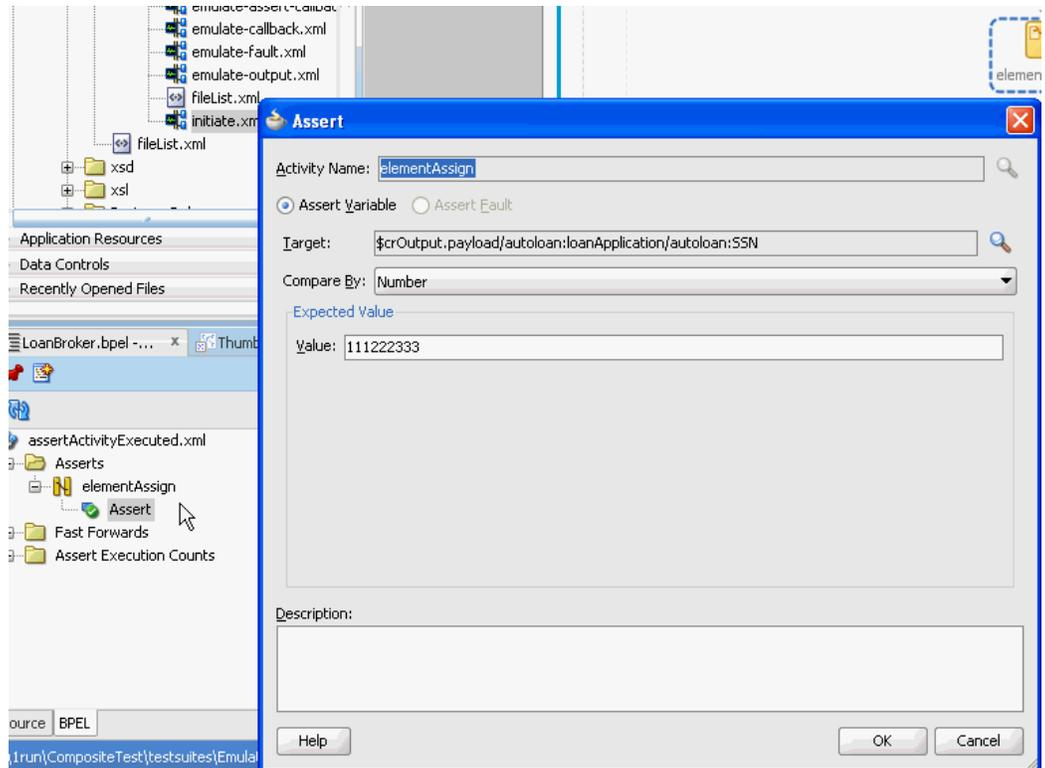 emulate-callback.xml
emulate-fault.xml
emulate-output.xml
fileList.xml
initiate.xm
fileList.xml
xsd
xsl
Application Resources
Data Controls
Recently Opened Files
LoanBroker.bpel -... x Thumb
assertActivityExecuted.xml
Asserts
elementAssign
Assert
Fast Forwards
Assert Execution Counts
ource BPEL
1run\CompositeTest\testsuites\Emula
elemen
Assert
Activity Name: elementAssign
Assert Variable Assert Fault
Target: $crOutput.payload/autoloan:loanApplication/autoloan:SSN
Compare By: Number
Expected Value
Value: 111222333
Description:
Help OK Cancel